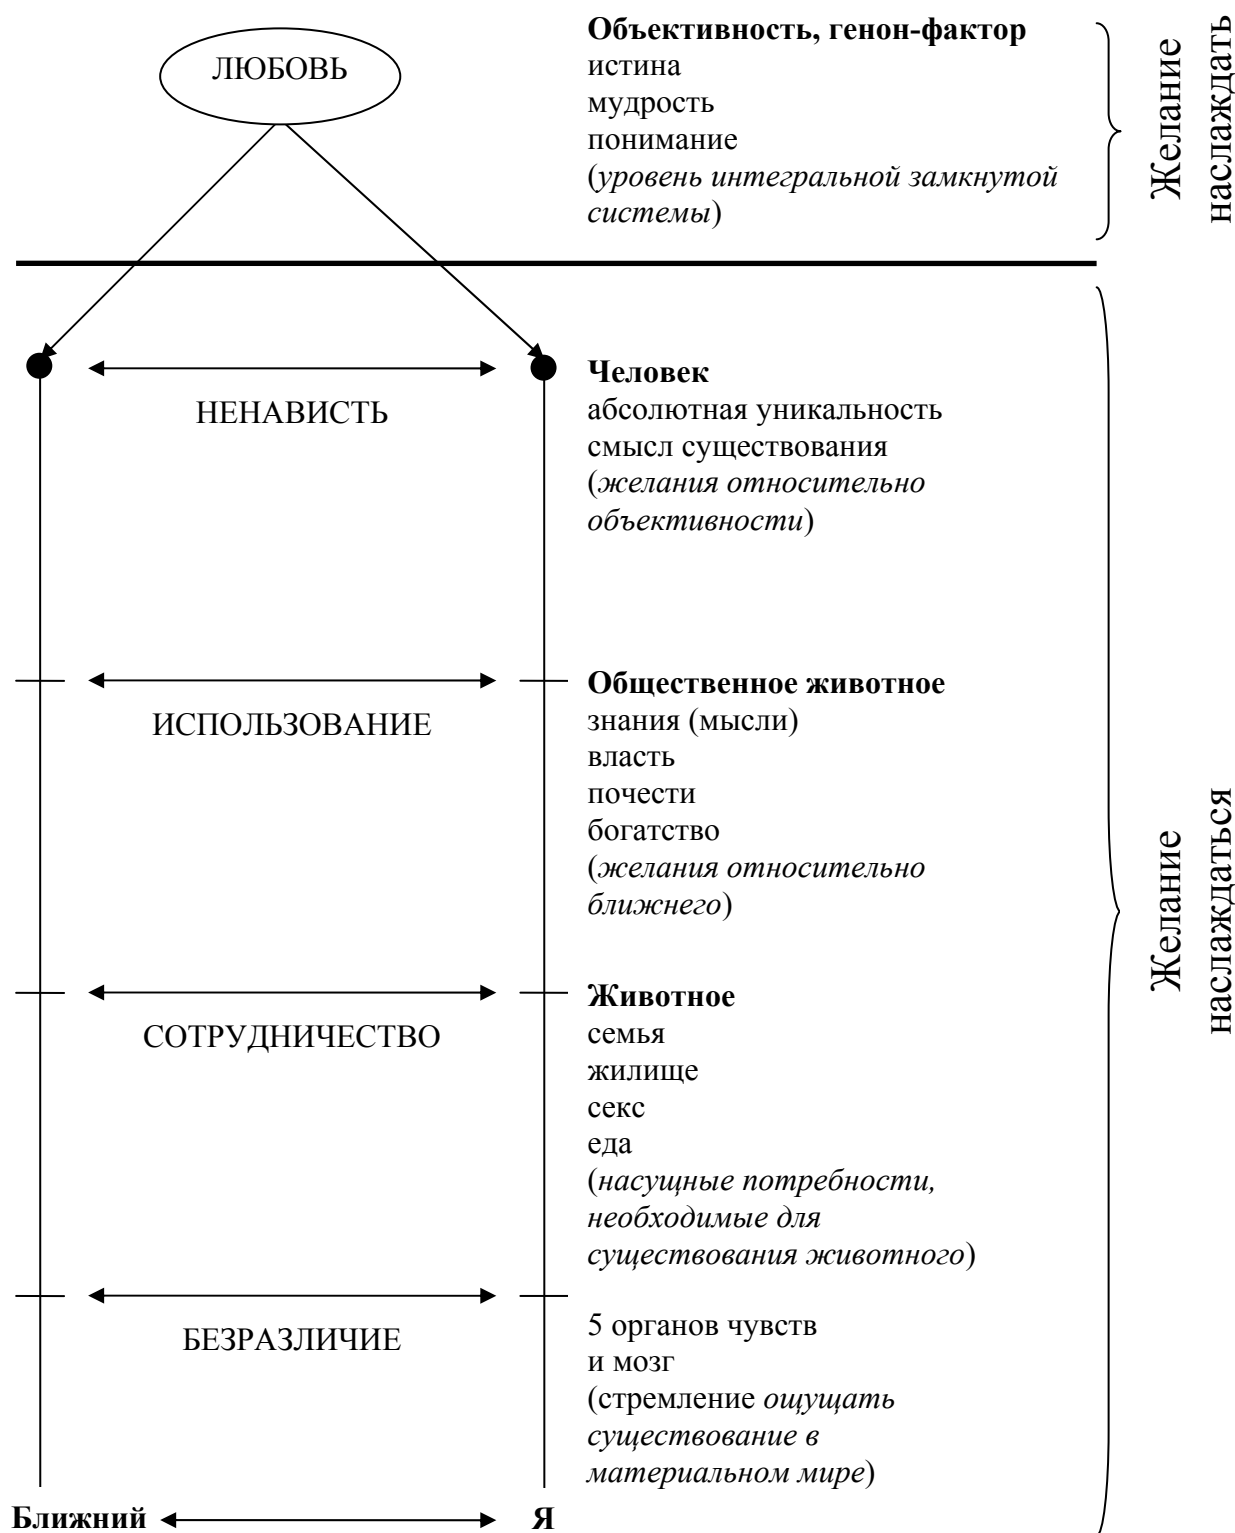 ЛЮБОВЬ
Объективность, генон-фактор
истина
мудрость
понимание
(уровень интегральной замкнутой
системы)
Желание
наслаждать
НЕНАВИСТЬ
Человек
абсолютная уникальность
смысл существования
(желания относительно
объективности)
ИСПОЛЬЗОВАНИЕ
Общественное животное
знания (мысли)
власть
почести
богатство
(желания относительно
ближнего)
Желание
наслаждаться
СОТРУДНИЧЕСТВО
Животное
семья
жилище
секс
еда
(насущные потребности,
необходимые для
существования животного)
БЕЗРАЗЛИЧИЕ
5 органов чувств
и мозг
(стремление ощущать
существование в
материальном мире)
Ближний
Я